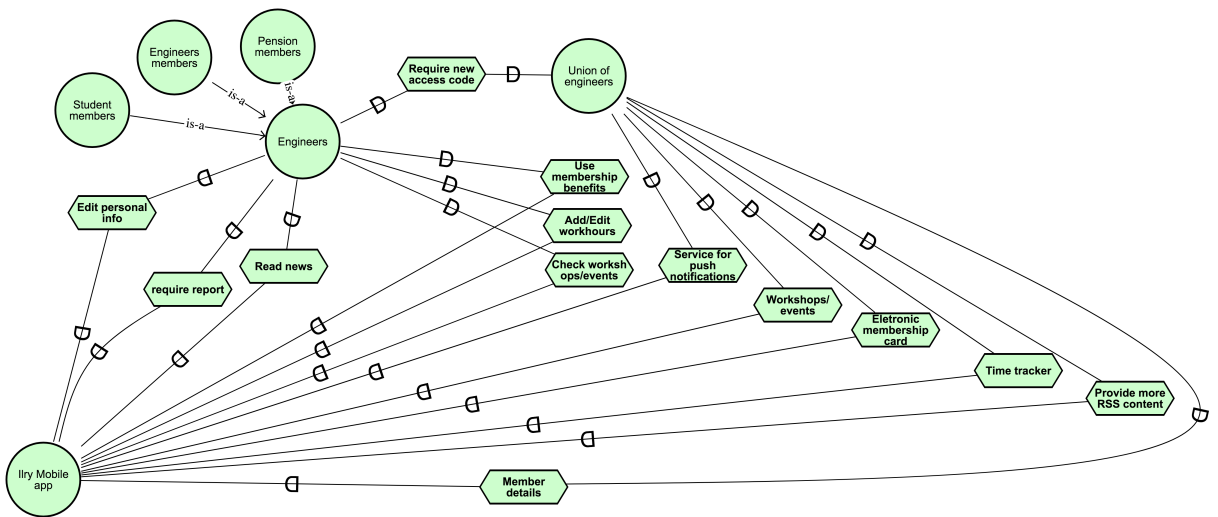 Pension
members
Engineers
members
Student
members
is-a
is-a
is-a
Engineers
Require new
access code
D
D
Union of
engineers
Edit personal
info
D
require report
D
Read news
D
Use
membership
benefits
D
Add/Edit
workhours
D
Check worksh
ops/events
D
Service for
push
notifications
D
Workshops/
events
D
Eletronic
membership
card
D
Time tracker
D
Provide more
RSS content
D
D
D
D
D
D
D
D
D
D
D
D
D
Ilry Mobile
app
D
Member
details
D